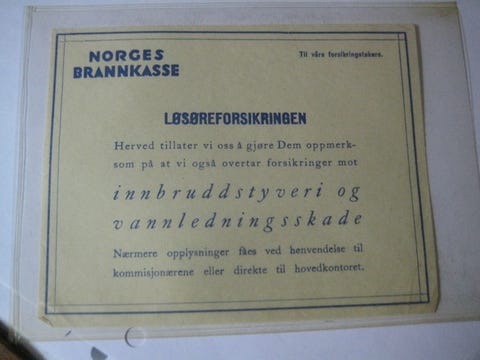 NORGES
BRANNKASSE
Til våre forsikringstakere.
LØSØREFORSIKRINGEN
Herved tillater vi oss å gjøre Dem oppmerk-
som på at vi også overtar forsikringer mot
innbruddstyveri og
vannledningsskade
Nærmere opplysninger fåes ved henvendelse til
kommisjonærene eller direkte til hovedkontoret.